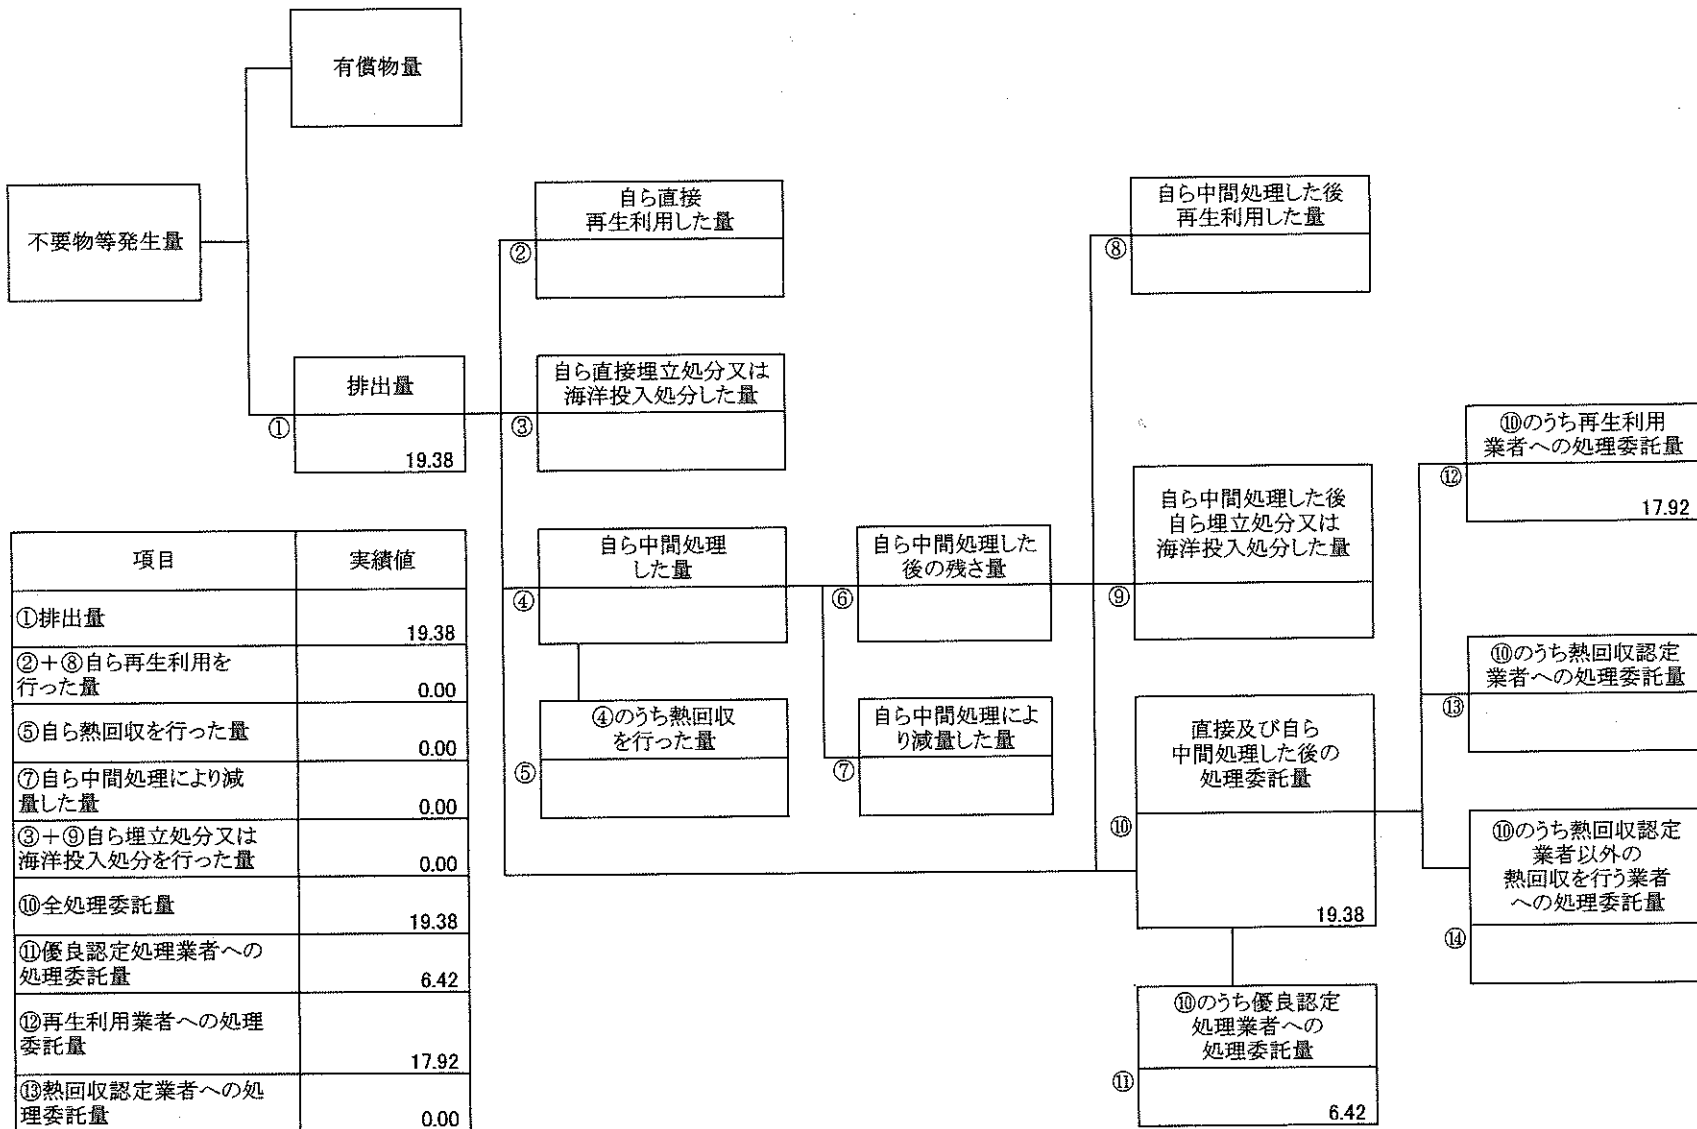 有償物量
不要物等発生量
排出量
①
19.38
自ら直接
再生利用した量
②
自ら直接埋立処分又は
海洋投入処分した量
③
自ら中間処理
した量
④
④のうち熱回収
を行った量
⑤
自ら中間処理した
後の残さ量
⑥
自ら中間処理によ
り減量した量
⑦
自ら中間処理した後
再生利用した量
⑧
自ら中間処理した後
自ら埋立処分又は
海洋投入処分した量
⑨
直接及び自ら
中間処理した後の
処理委託量
⑩
19.38
⑩のうち優良認定
処理業者への
処理委託量
⑪
6.42
⑩のうち再生利用
業者への処理委託量
⑫
17.92
⑩のうち熱回収認定
業者への処理委託量
⑬
⑩のうち熱回収認定
業者以外の
熱回収を行う業者
への処理委託量
⑭
項目 実績値
①排出量 19.38
②+⑧自ら再生利用を
行った量 0.00
⑤自ら熱回収を行った量 0.00
⑦自ら中間処理により減
量した量 0.00
③+⑨自ら埋立処分又は
海洋投入処分を行った量 0.00
⑩全処理委託量 19.38
⑪優良認定処理業者への
処理委託量 6.42
⑫再生利用業者への処理
委託量 17.92
⑬熱回収認定業者への処
理委託量 0.00